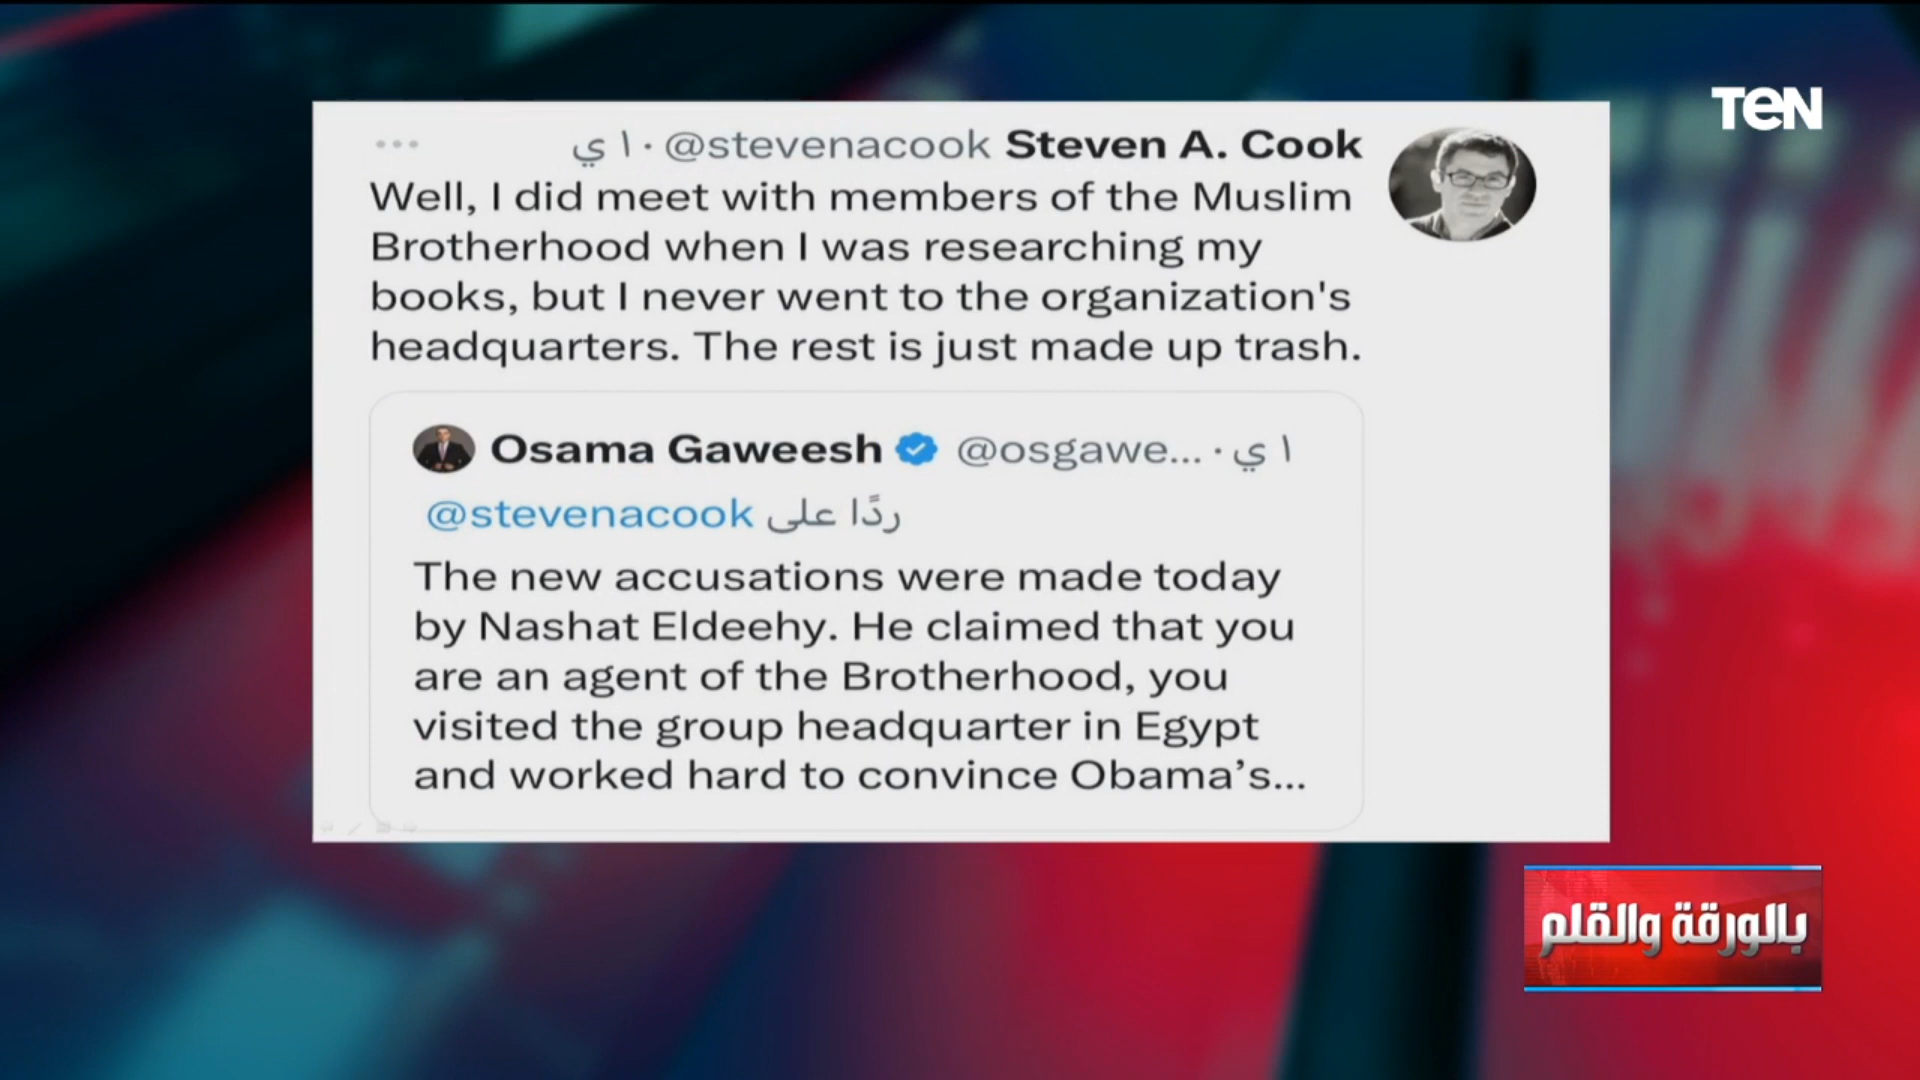 TeN
Steven A. Cook @stevenacook · ١ ي
Well, I did meet with members of the Muslim
Brotherhood when I was researching my
books, but I never went to the organization's
headquarters. The rest is just made up trash.
Osama Gaweesh @osgawe... · ١ ي
ردًا على @stevenacook
The new accusations were made today
by Nashat Eldeehy. He claimed that you
are an agent of the Brotherhood, you
visited the group headquarter in Egypt
and worked hard to convince Obama’s...
بالورقة والقلم